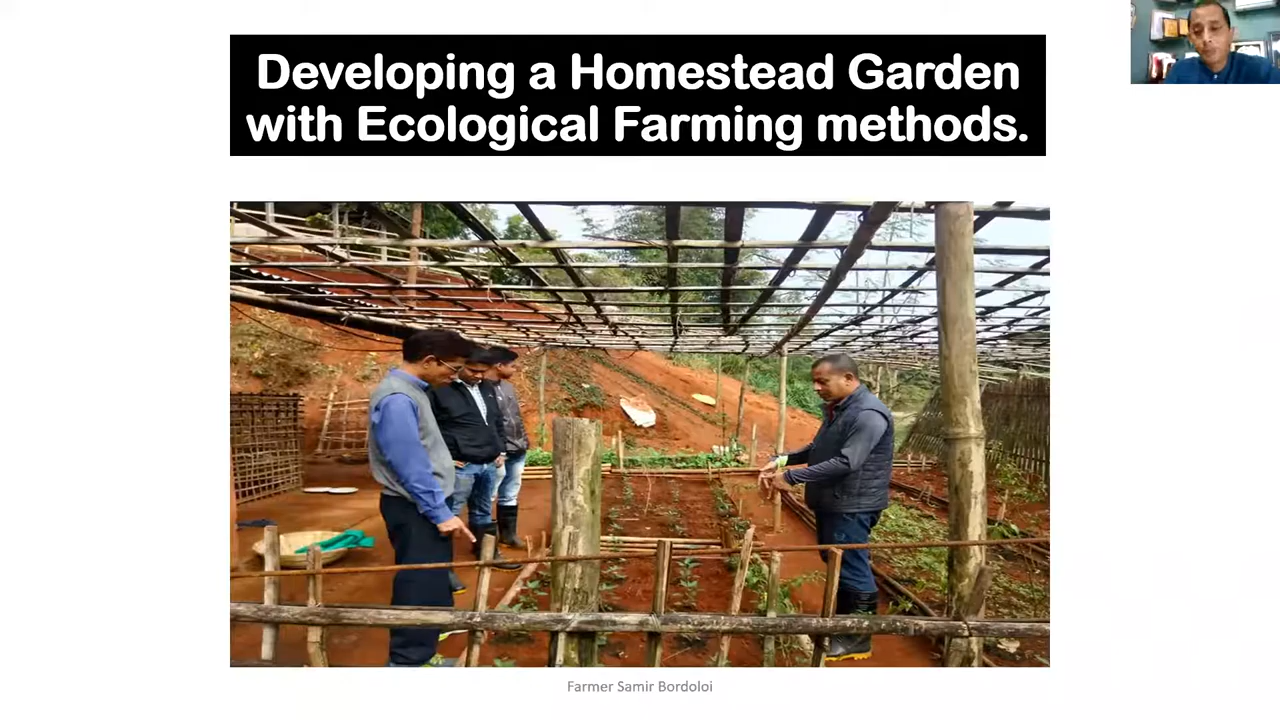 Developing a Homestead Garden
with Ecological Farming methods.
Farmer Samir Bordoloi